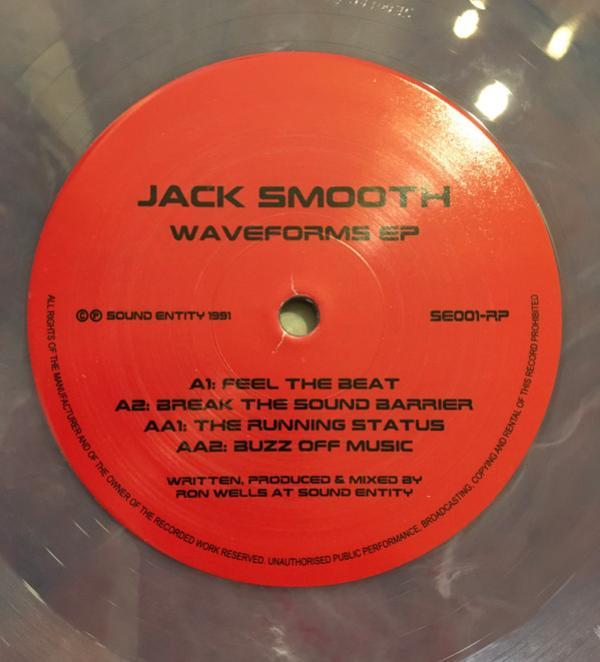 JACK SMOOTH
WAVEFORMS EP
©℗ SOUND ENTITY 1991
SE001-RP
A1: FEEL THE BEAT
A2: BREAK THE SOUND BARRIER
AA1: THE RUNNING STATUS
AA2: BUZZ OFF MUSIC
WRITTEN, PRODUCED & MIXED BY
RON WELLS AT SOUND ENTITY
ALL RIGHTS OF THE MANUFACTURER AND OF THE OWNER OF THE RECORDED WORK RESERVED. UNAUTHORISED PUBLIC PERFORMANCE, BROADCASTING, COPYING AND RENTAL OF THIS RECORD PROHIBITED